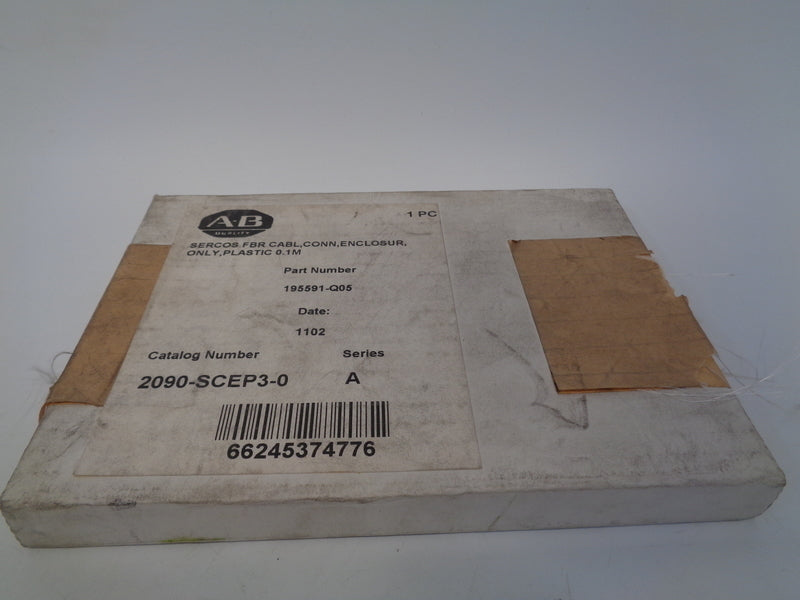 A-B
QUALITY
1 PC
SERCOS FBR CABL,CONN,ENCLOSUR,
ONLY,PLASTIC 0.1M
Part Number
195591-Q05
Date:
1102
Catalog Number Series
2090-SCEP3-0 A
66245374776